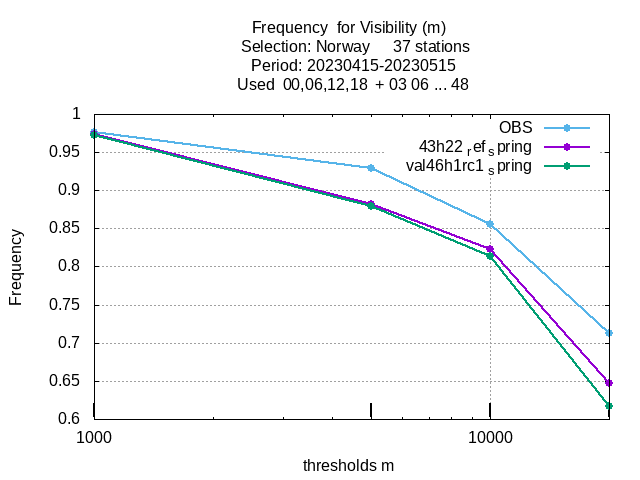 Frequency for Visibility (m)
Selection: Norway 37 stations
Period: 20230415-20230515
Used 00,06,12,18 + 03 06 ... 48
1
0.95
0.9
0.85
0.8
0.75
0.7
0.65
0.6
Frequency
OBS
43h22 ref spring
val46h1rc1 spring
1000
10000
thresholds m